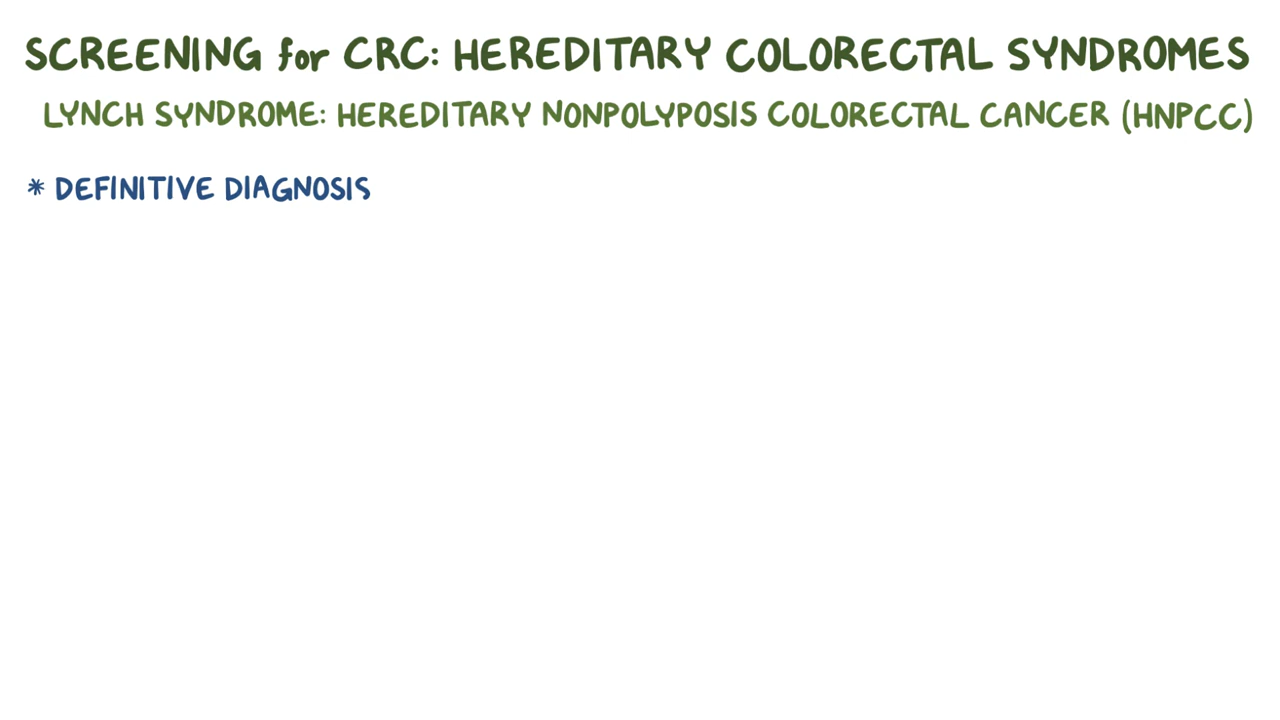 SCREENING for CRC: HEREDITARY COLORECTAL SYNDROMES
LYNCH SYNDROME: HEREDITARY NONPOLYPOSIS COLORECTAL CANCER (HNPCC)
* DEFINITIVE DIAGNOSIS